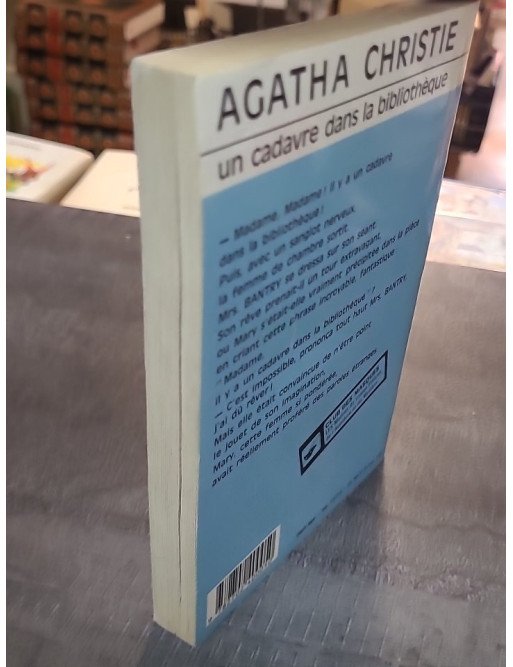 AGATHA CHRISTIE
un cadavre dans la bibliothèque
— Madame, Madame ! Il y a un cadavre
dans la bibliothèque !
Puis, avec un sanglot nerveux,
la femme de chambre sortit.
Mrs. BANTRY se dressa sur son séant.
Son rêve prenait-il un tour extravagant,
ou Mary s'était-elle vraiment précipitée dans la pièce
en criant cette phrase incroyable, fantastique :
"Madame,
il y a un cadavre dans la bibliothèque" !
— C'est impossible, prononça tout haut Mrs. BANTRY,
j'ai dû rêver !
Mais elle était convaincue de n'être point
le jouet de son imagination.
Mary, cette femme si pondérée,
avait réellement proféré des paroles étranges.
CLUB DES MASQUES